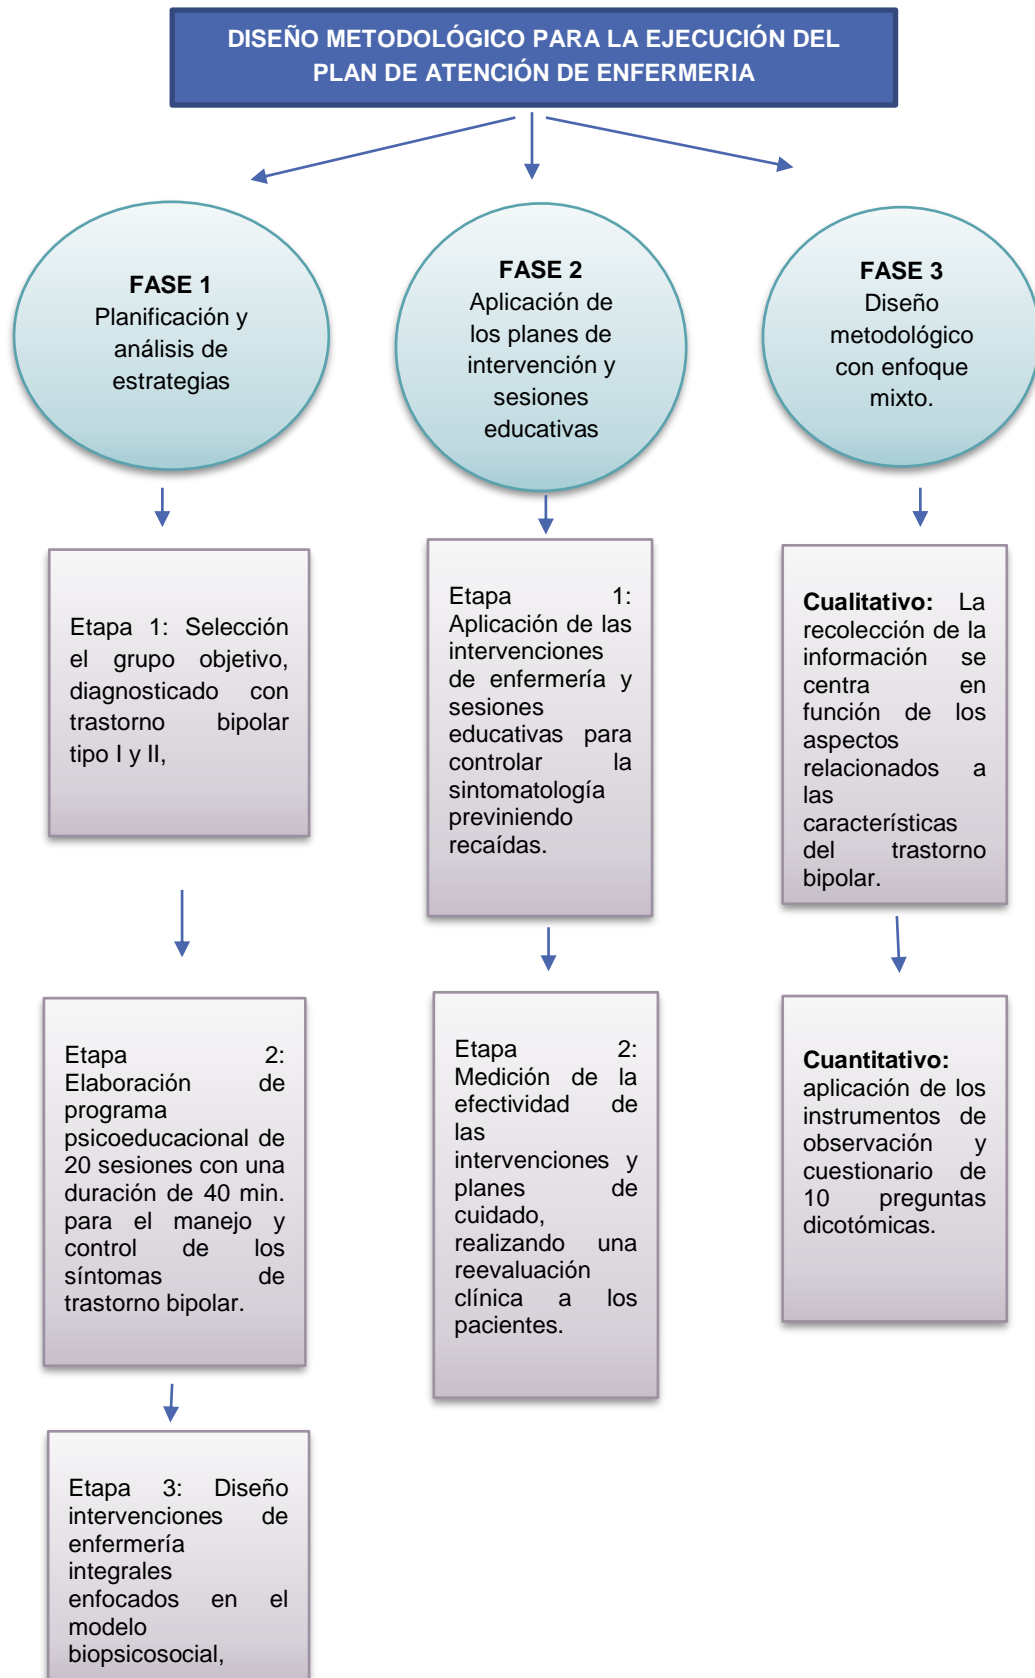 DISEÑO METODOLÓGICO PARA LA EJECUCIÓN DEL
PLAN DE ATENCIÓN DE ENFERMERIA
FASE 1
Planificación y
análisis de
estrategias
FASE 2
Aplicación de
los planes de
intervención y
sesiones
educativas
FASE 3
Diseño
metodológico
con enfoque
mixto.
Etapa 1: Selección
el grupo objetivo,
diagnosticado con
trastorno bipolar
tipo I y II,
Etapa 1:
Aplicación de las
intervenciones
de enfermería y
sesiones
educativas para
controlar la
sintomatología
previniendo
recaídas.
Cualitativo: La
recolección de la
información se
centra en
función de los
aspectos
relacionados a
las
características
del trastorno
bipolar.
Etapa 2:
Elaboración de
programa
psicoeducacional de
20 sesiones con una
duración de 40 min.
para el manejo y
control de los
síntomas de
trastorno bipolar.
Etapa 2:
Medición de la
efectividad de
las
intervenciones y
planes de
cuidado,
realizando una
reevaluación
clínica a los
pacientes.
Cuantitativo:
aplicación de los
instrumentos de
observación y
cuestionario de
10 preguntas
dicotómicas.
Etapa 3: Diseño
intervenciones de
enfermería
integrales
enfocados en el
modelo
biopsicosocial,